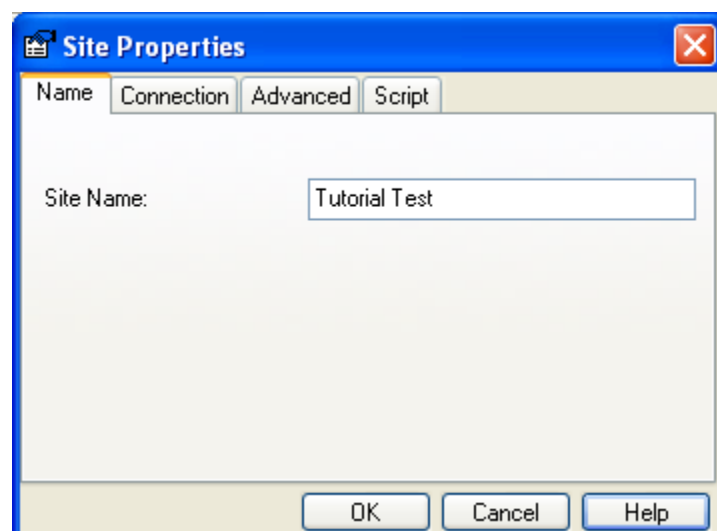 Site Properties
Name Connection Advanced Script
Site Name: Tutorial Test
OK Cancel Help